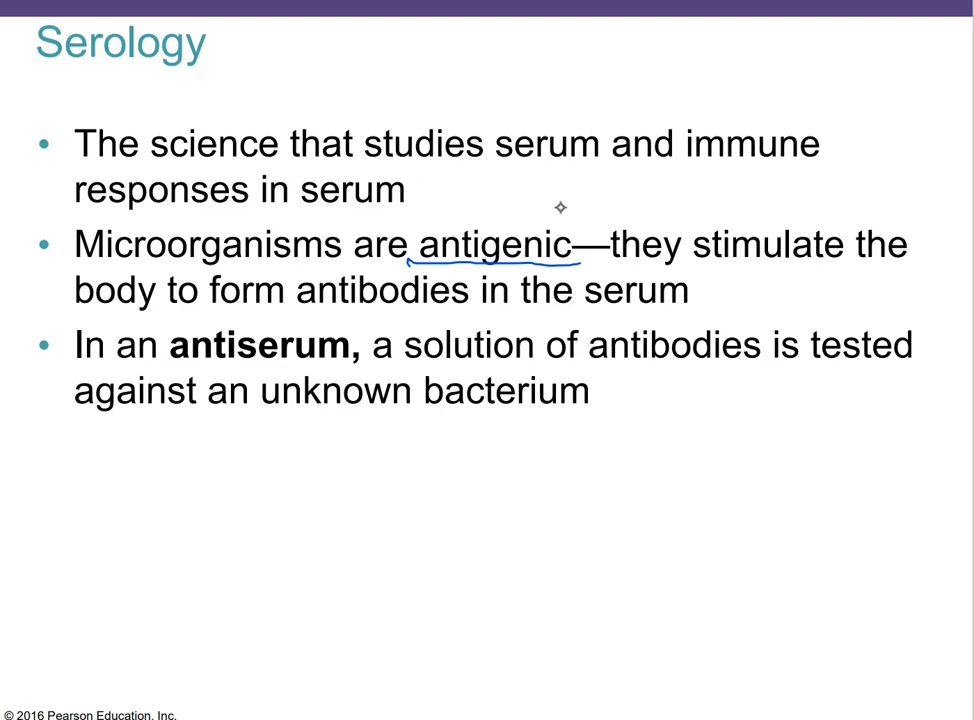 Serology
• The science that studies serum and immune
responses in serum
• Microorganisms are antigenic—they stimulate the
body to form antibodies in the serum
• In an antiserum, a solution of antibodies is tested
against an unknown bacterium
© 2016 Pearson Education, Inc.